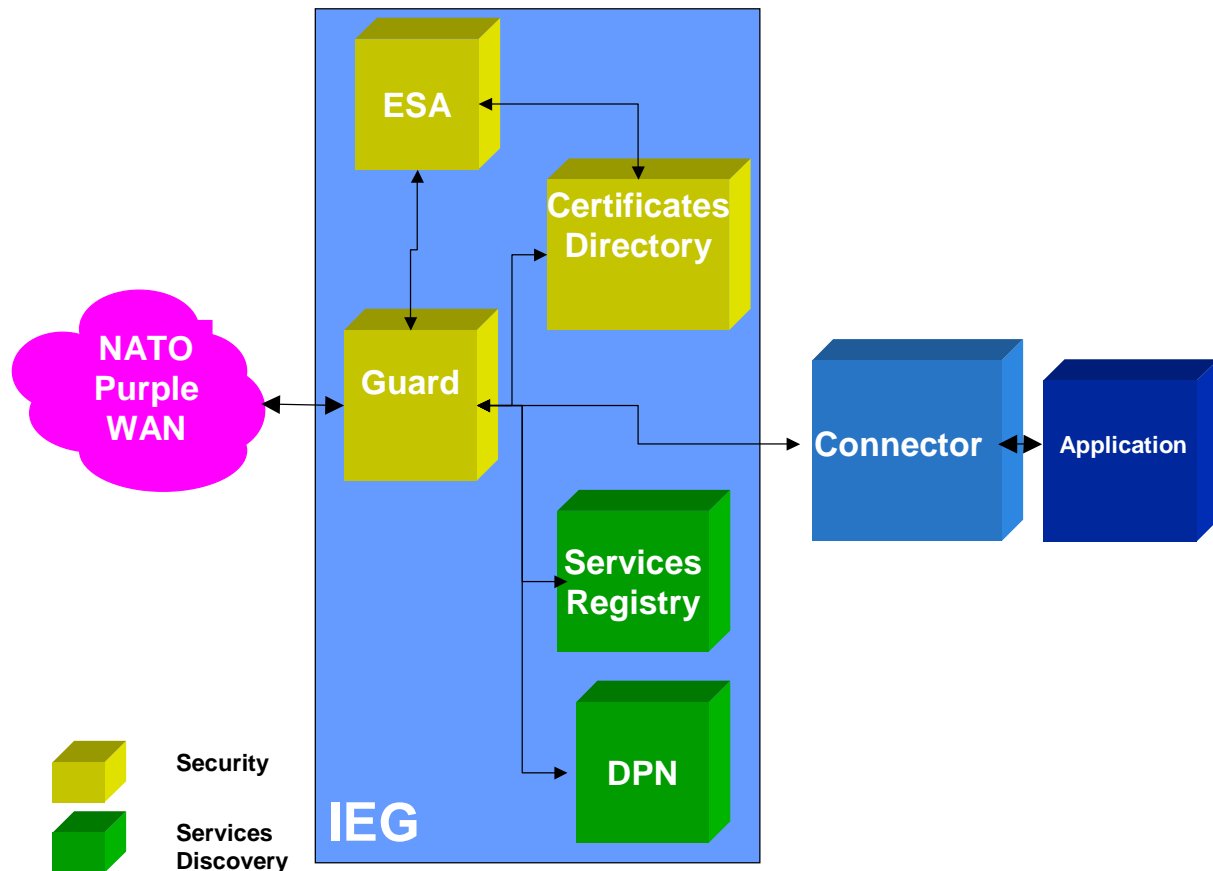 ESA
Certificates
Directory
NATO
Purple
WAN
Guard
Connector
Application
Services
Registry
DPN
IEG
Security
Services
Discovery